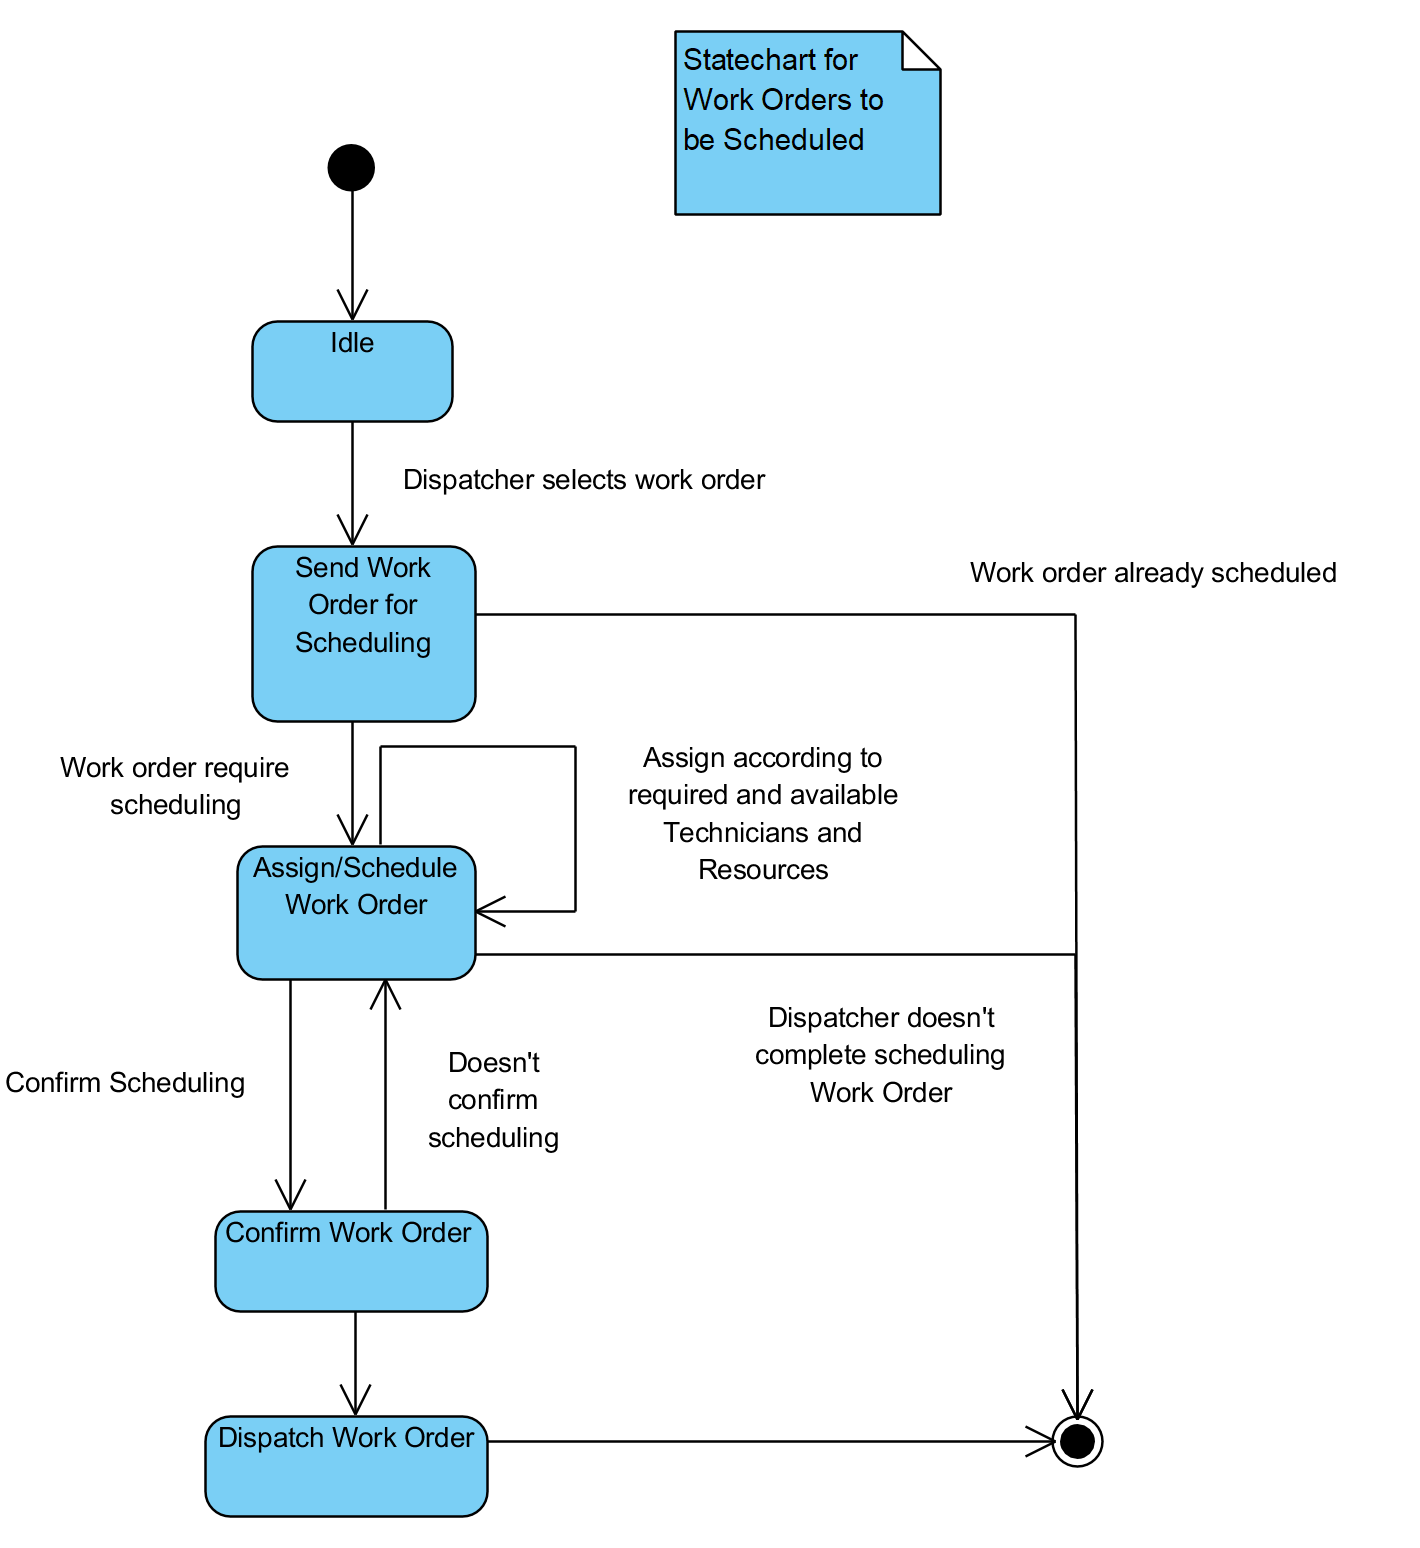 Statechart for
Work Orders to
be Scheduled
Idle
Dispatcher selects work order
Send Work
Order for
Scheduling
Work order already scheduled
Work order require
scheduling
Assign according to
required and available
Technicians and
Resources
Assign/Schedule
Work Order
Dispatcher doesn't
complete scheduling
Work Order
Confirm Scheduling
Doesn't
confirm
scheduling
Confirm Work Order
Dispatch Work Order